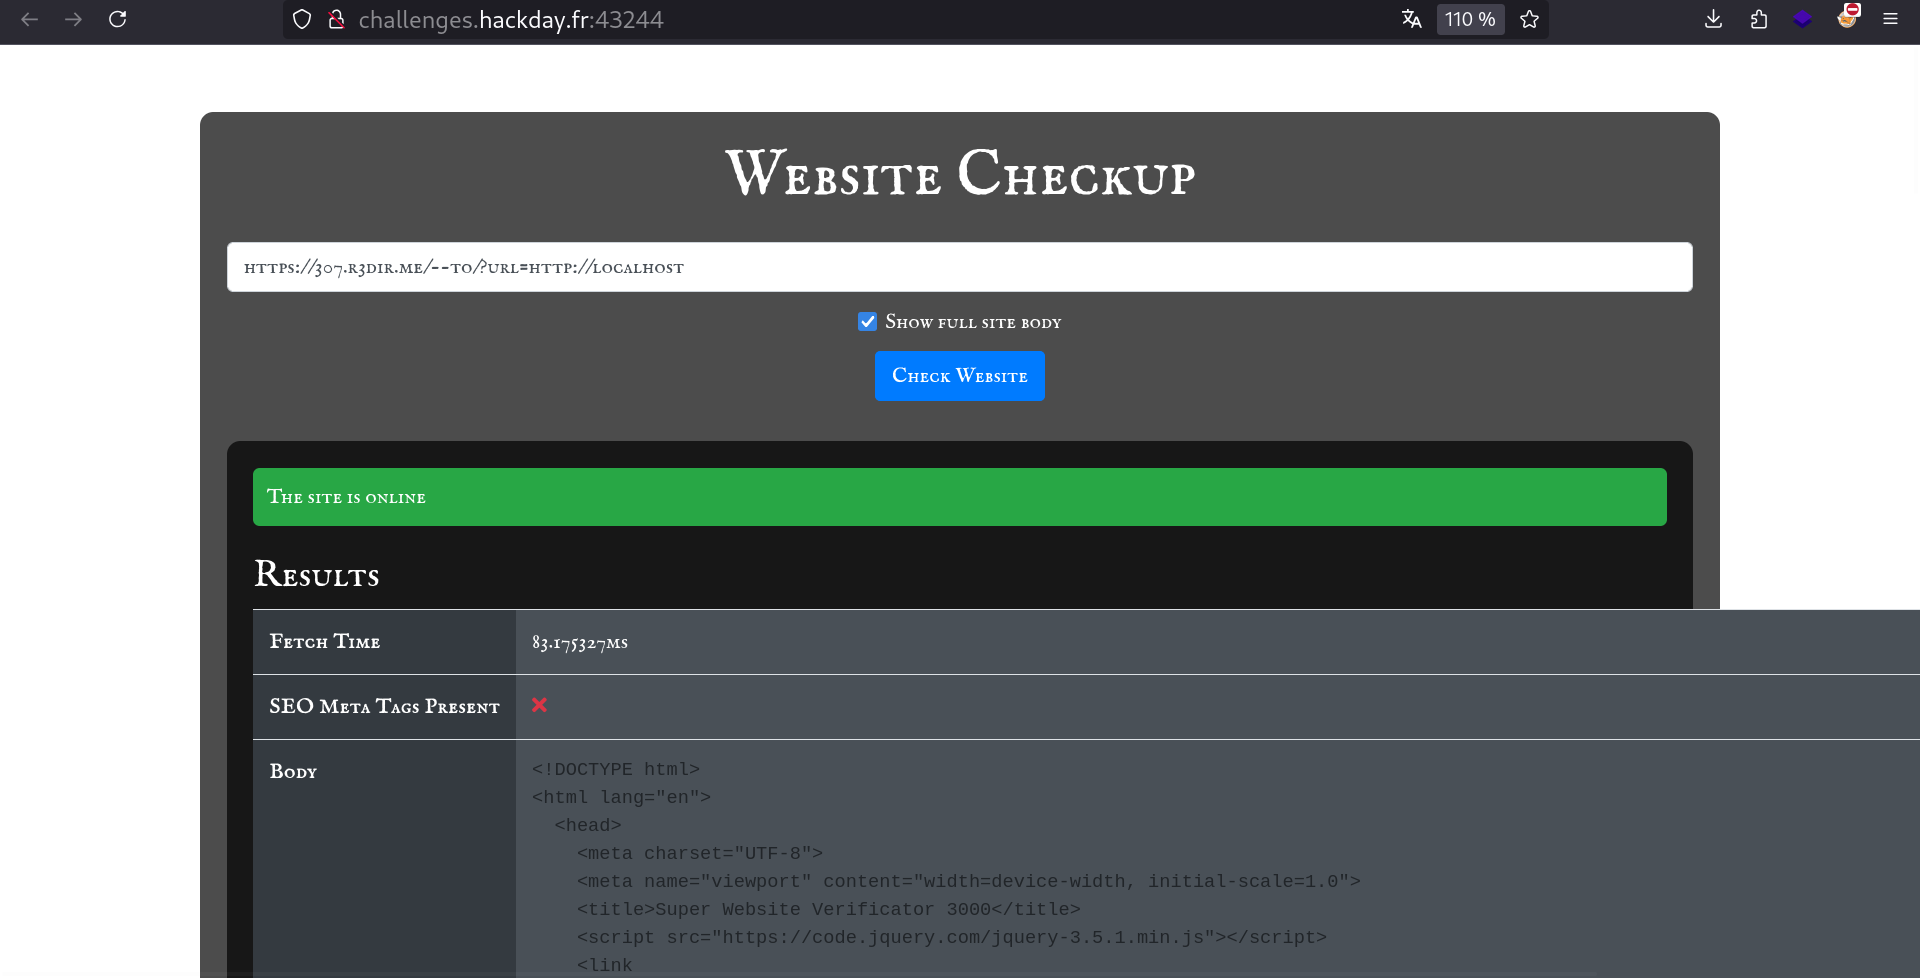 challenges.hackday.fr:43244
110 %
Website Checkup
https://307.r3dir.me/--to/?url=http://localhost
Show full site body
Check Website
The site is online
Results
Fetch Time
83.175327ms
SEO Meta Tags Present
Body
<!DOCTYPE html>
<html lang="en">
<head>
<meta charset="UTF-8">
<meta name="viewport" content="width=device-width, initial-scale=1.0">
<title>Super Website Verificator 3000</title>
<script src="https://code.jquery.com/jquery-3.5.1.min.js"></script>
<link